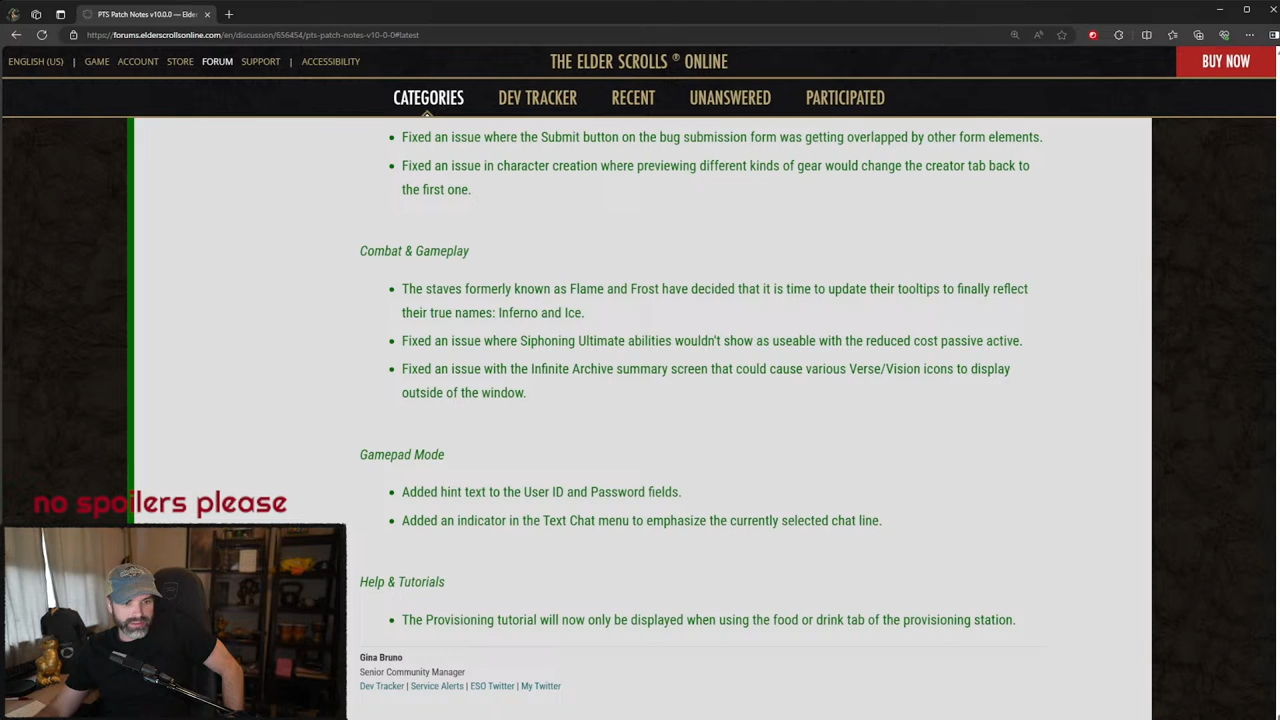 PTS Patch Notes v10.0.0 — Elder
https://forums.elderscrollsonline.com/en/discussion/656454/pts-patch-notes-v10-0-0#latest
ENGLISH (US) | GAME ACCOUNT STORE FORUM SUPPORT | ACCESSIBILITY
THE ELDER SCROLLS ® ONLINE
BUY NOW
CATEGORIES DEV TRACKER RECENT UNANSWERED PARTICIPATED
• Fixed an issue where the Submit button on the bug submission form was getting overlapped by other form elements.
• Fixed an issue in character creation where previewing different kinds of gear would change the creator tab back to
the first one.
Combat & Gameplay
• The staves formerly known as Flame and Frost have decided that it is time to update their tooltips to finally reflect
their true names: Inferno and Ice.
• Fixed an issue where Siphoning Ultimate abilities wouldn't show as useable with the reduced cost passive active.
• Fixed an issue with the Infinite Archive summary screen that could cause various Verse/Vision icons to display
outside of the window.
Gamepad Mode
• Added hint text to the User ID and Password fields.
• Added an indicator in the Text Chat menu to emphasize the currently selected chat line.
no spoilers please
Help & Tutorials
• The Provisioning tutorial will now only be displayed when using the food or drink tab of the provisioning station.
Gina Bruno
Senior Community Manager
Dev Tracker | Service Alerts | ESO Twitter | My Twitter